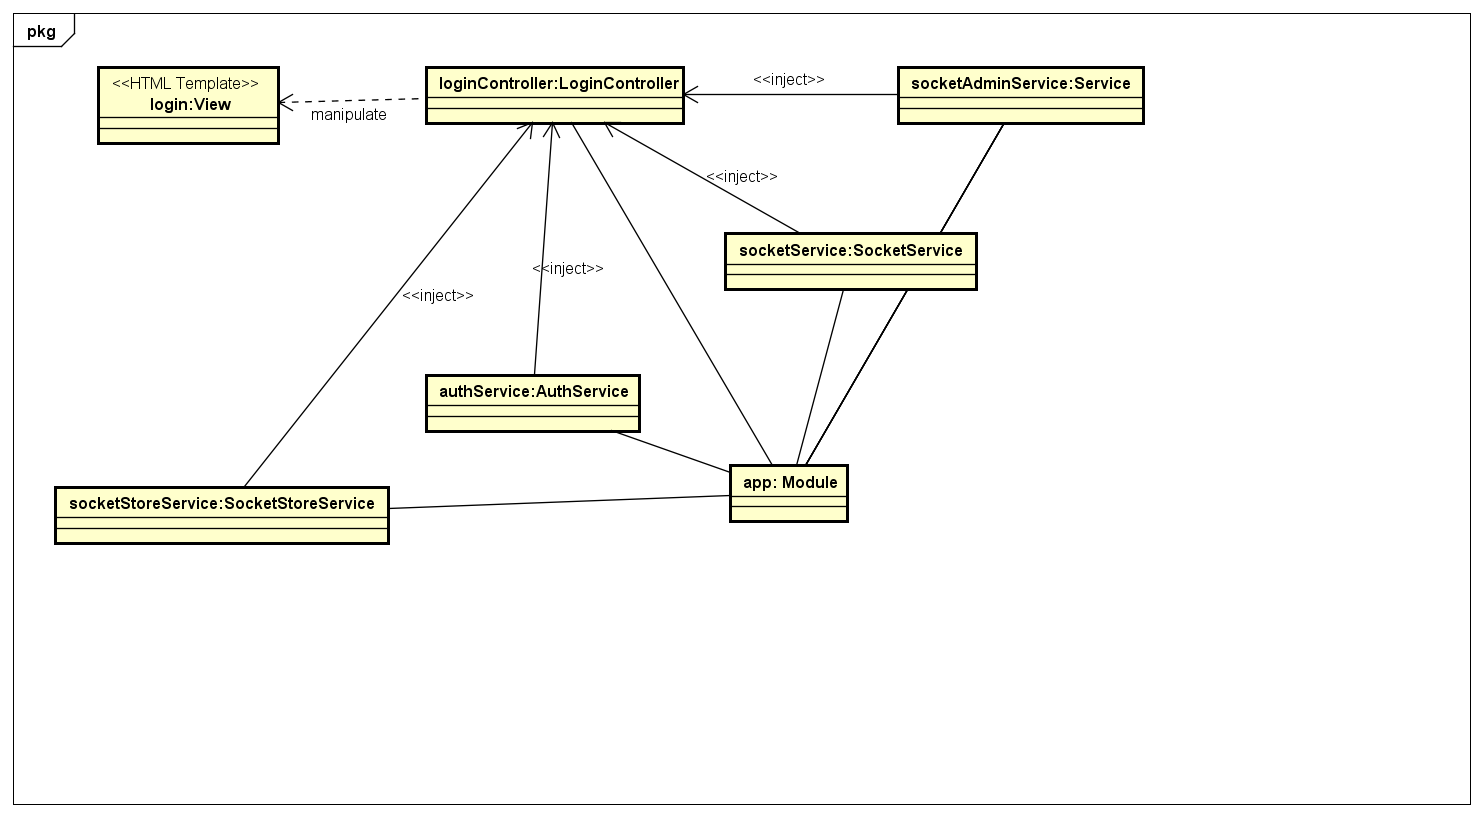 pkg
<<HTML Template>>
login:View
manipulate
loginController:LoginController
<<inject>>
socketAdminService:Service
<<inject>>
socketService:SocketService
<<inject>>
<<inject>>
authService:AuthService
app: Module
socketStoreService:SocketStoreService